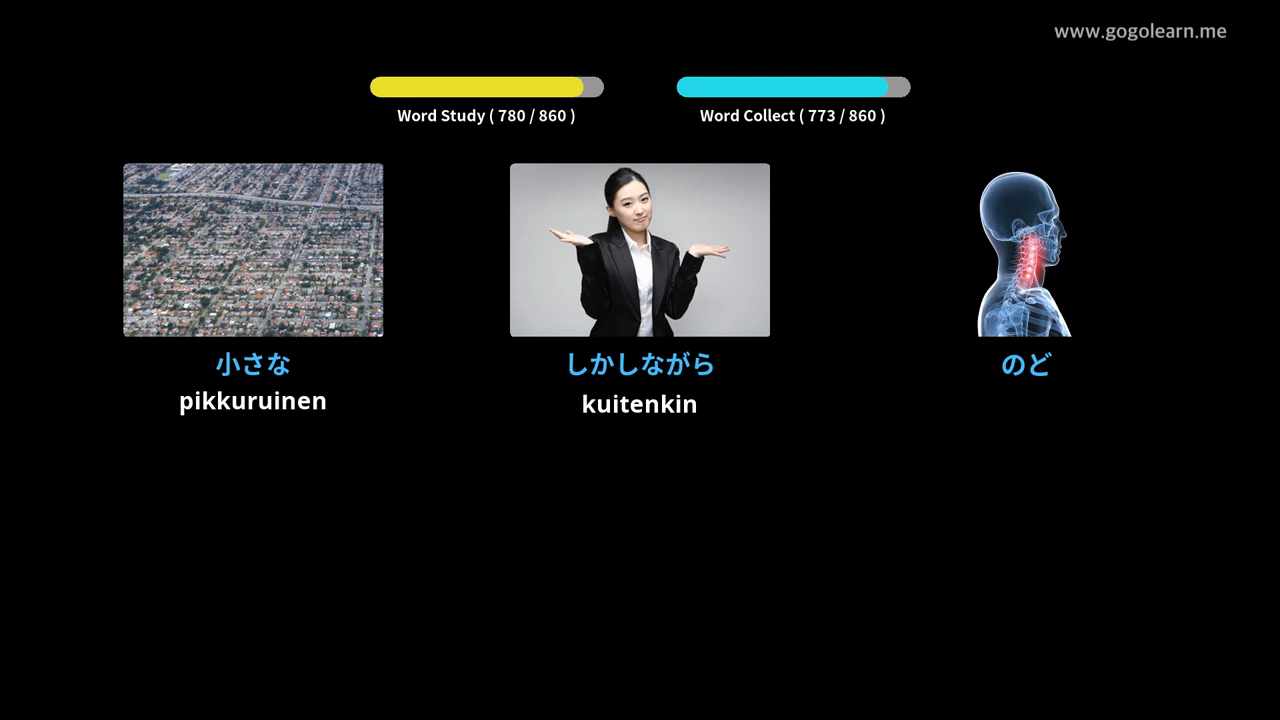 www.gogolearn.me
Word Study ( 780 / 860 )
Word Collect ( 773 / 860 )
小さな
しかしながら
のど
pikkuruinen
kuitenkin